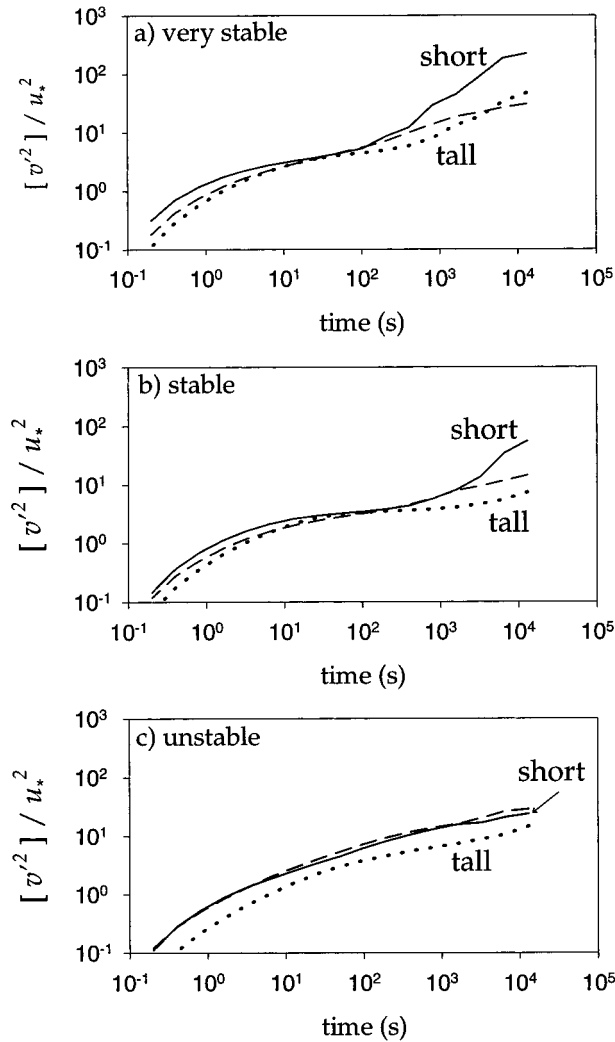 a) very stable
short
tall
[ v'² ] / u*²
10³
10²
10¹
10⁰
10⁻¹
10⁻¹ 10⁰ 10¹ 10² 10³ 10⁴ 10⁵
time (s)
b) stable
short
tall
[ v'² ] / u*²
10³
10²
10¹
10⁰
10⁻¹
10⁻¹ 10⁰ 10¹ 10² 10³ 10⁴ 10⁵
time (s)
c) unstable
short
tall
[ v'² ] / u*²
10³
10²
10¹
10⁰
10⁻¹
10⁻¹ 10⁰ 10¹ 10² 10³ 10⁴ 10⁵
time (s)